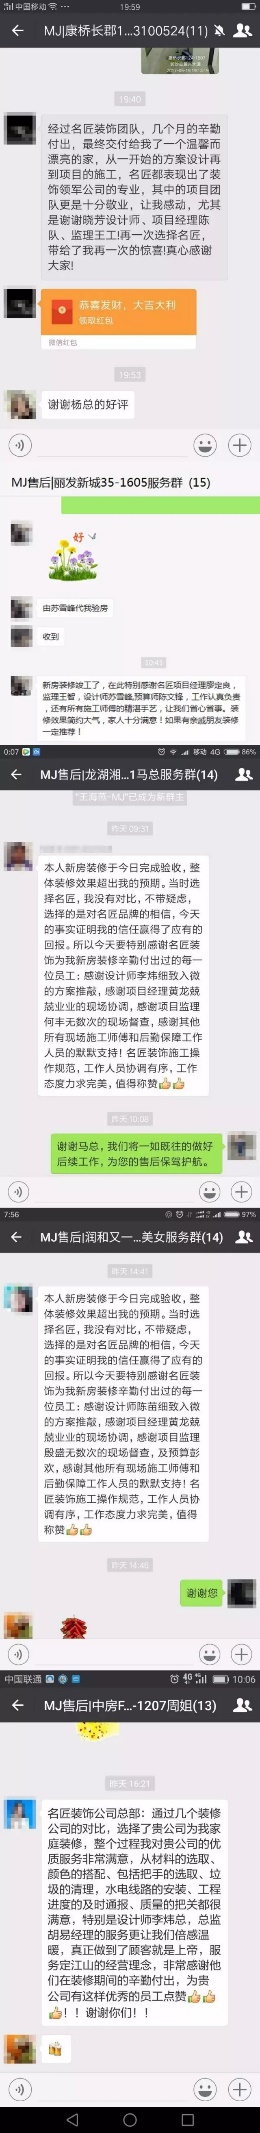 中国移动
19:59
MJ|康桥长郡1...3100524(11)
19:40
经过名匠装饰团队，几个月的辛勤
付出，最终交付给我了一个温馨而
漂亮的家，从一开始的方案设计再
到项目的施工，名匠都表现出了装
饰领军公司的专业，其中的项目团
队更是十分敬业，让我感动，尤其
是谢谢晓芳设计师、项目经理陈
队、监理王工!再一次选择名匠，
带给了我再一次的惊喜!真心感谢
大家!
恭喜发财，大吉大利
领取红包
微信红包
19:53
谢谢杨总的好评
MJ售后|丽发新城35-1605服务群 (15)
好
由苏雪峰代我验房
收到
10:41
新房装修竣工了，在此特别感谢名匠项目经理廖定良，
监理王智，设计师苏雪峰,预算师陈文锋，工作认真负责
，还有所有施工师傅的精湛手艺，让我们省心省事。装
修效果简约大气，家人十分满意！如果有亲戚朋友装修
一定推荐！
0:07
移动 4G 86%
MJ售后|龙湖湘...1马总服务群(14)
"王海燕-MJ"已成为新群主
昨天 09:31
本人新房装修于今日完成验收，整
体装修效果超出我的预期。当时选
择名匠，我没有对比，不带疑虑，
选择的是对名匠品牌的相信，今天
的事实证明我的信任赢得了应有的
回报。所以今天要特别感谢名匠装
饰为我新房装修辛勤付出过的每一
位员工：感谢设计师李炜细致入微
的方案推敲，感谢项目经理黄龙兢
兢业业的现场协调，感谢项目监理
何丰无数次的现场督查，感谢其他
所有现场施工师傅和后勤保障工作
人员的默默支持！名匠装饰施工操
作规范，工作人员协调有序，工作
态度力求完美，值得称赞👍👍
昨天 10:08
谢谢马总，我们将一如既往的做好
后续工作，为您的售后保驾护航。
7:56
97%
MJ售后|润和又一...美女服务群(14)
昨天 14:41
本人新房装修于今日完成验收，整
体装修效果超出我的预期。当时选
择名匠，我没有对比，不带疑虑，
选择的是对名匠品牌的相信，今天
的事实证明我的信任赢得了应有的
回报。所以今天要特别感谢名匠装
饰为我新房装修辛勤付出过的每一
位员工：感谢设计师陈苗细致入微
的方案推敲，感谢项目经理黄龙兢
兢业业的现场协调，感谢项目监理
殷盛无数次的现场督查，及预算彭
欢，感谢其他所有现场施工师傅和
后勤保障工作人员的默默支持！名
匠装饰施工操作规范，工作人员协
调有序，工作态度力求完美，值得
称赞👍👍
昨天 14:46
谢谢您
中国联通
4G 10:06
MJ售后|中房F...-1207周姐(13)
昨天 16:21
名匠装饰公司总部：通过几个装修
公司的对比，选择了贵公司为我家
庭装修，整个过程我对贵公司的优
质服务非常满意，从材料的选取、
颜色的搭配、包括把手的选取、垃
圾的清理，水电线路的安装、工程
进度的及时通报、质量的把关都很
满意，特别是设计师李炜总，总监
胡易经理的服务更让我们倍感温
暖，真正做到了顾客就是上帝，服
务定江山的经营理念，非常感谢他
们在装修期间的辛勤付出，为贵
公司有这样优秀的员工点赞👍👍
👍！！谢谢你们！！